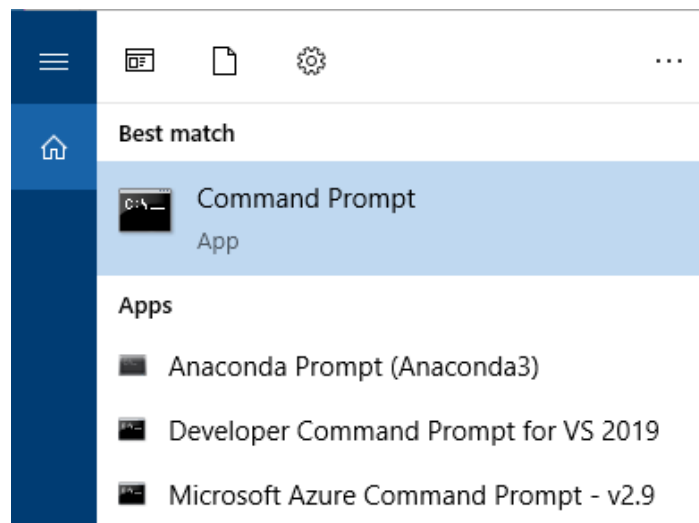 Best match
C:\_
Command Prompt
App
Apps
Anaconda Prompt (Anaconda3)
Developer Command Prompt for VS 2019
Microsoft Azure Command Prompt - v2.9